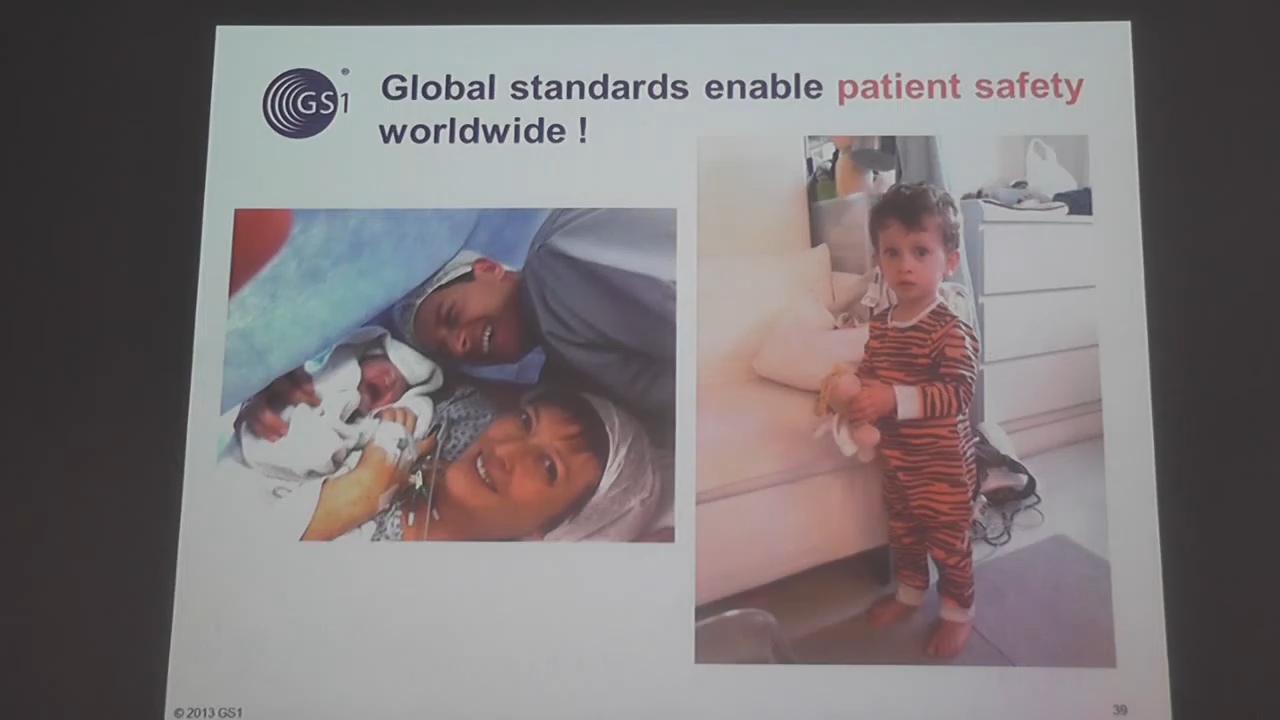 GS1 ®
Global standards enable patient safety
worldwide !
© 2013 GS1
39